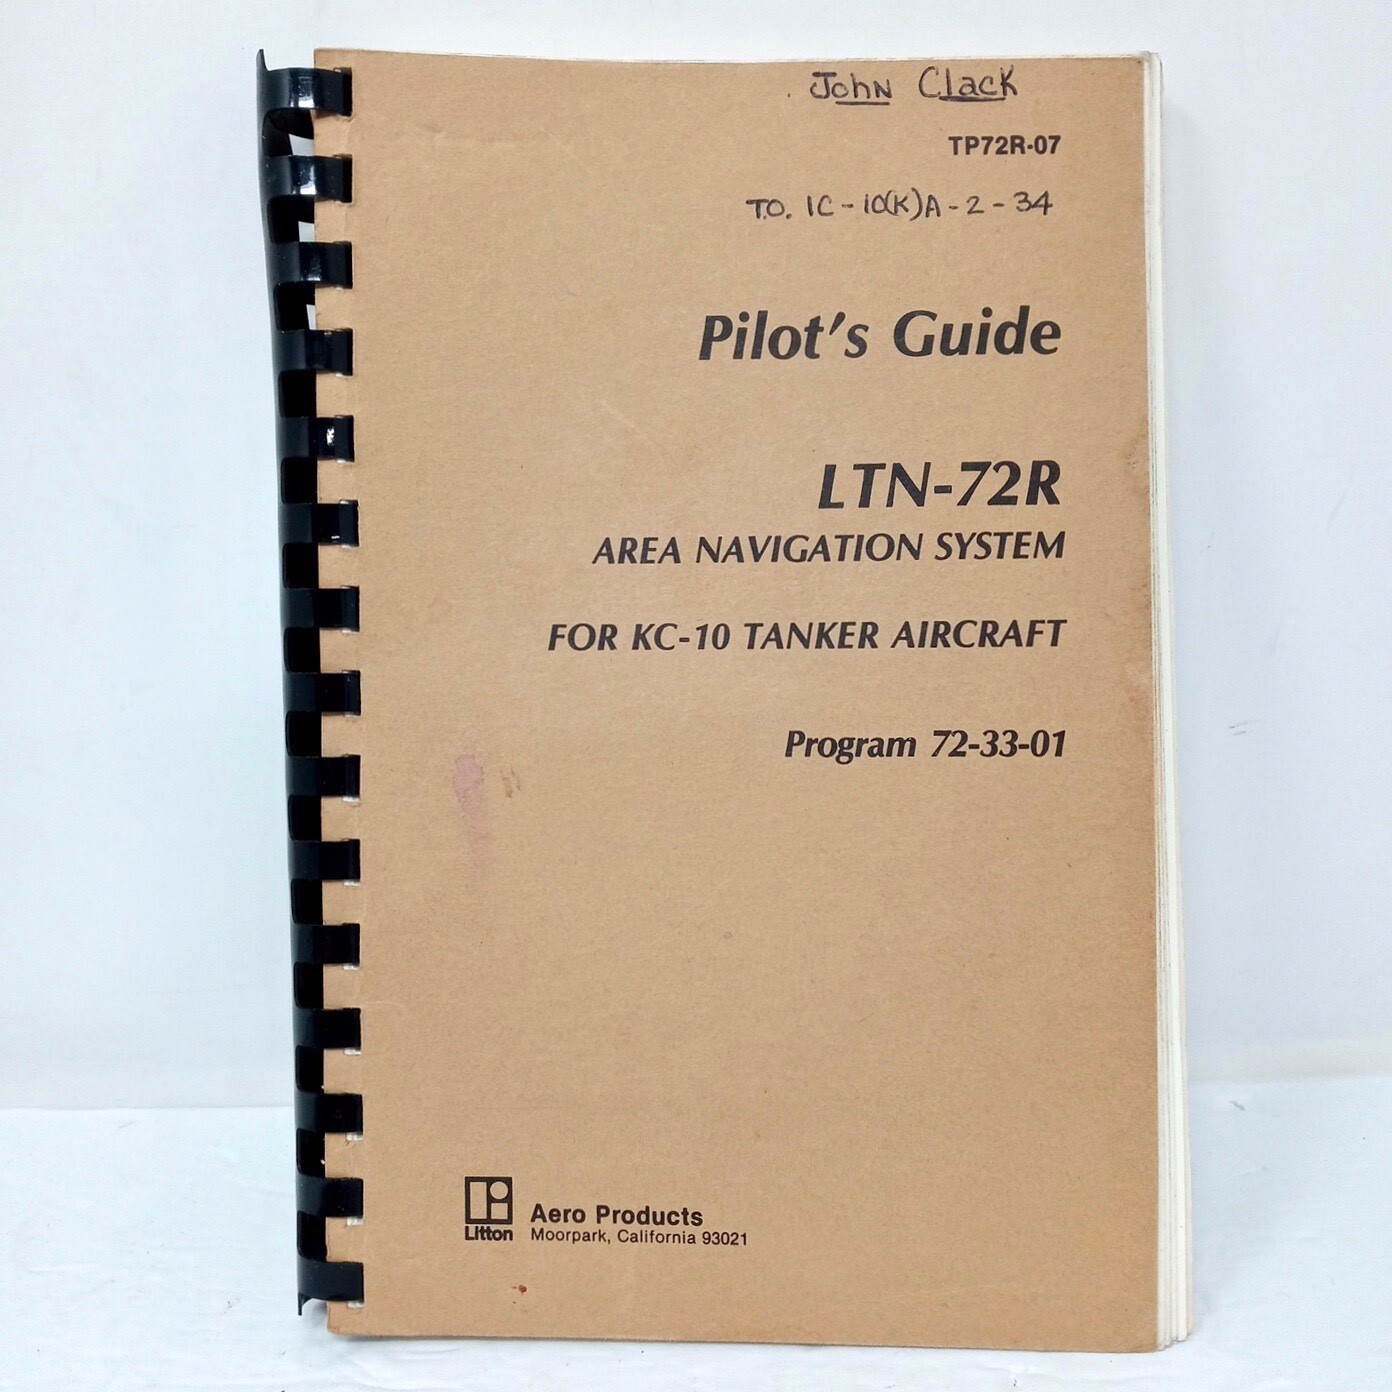 John Clack
TP72R-07
T.O. 1C-10(K)A-2-34
Pilot's Guide
LTN-72R
AREA NAVIGATION SYSTEM
FOR KC-10 TANKER AIRCRAFT
Program 72-33-01
Litton
Aero Products
Moorpark, California 93021